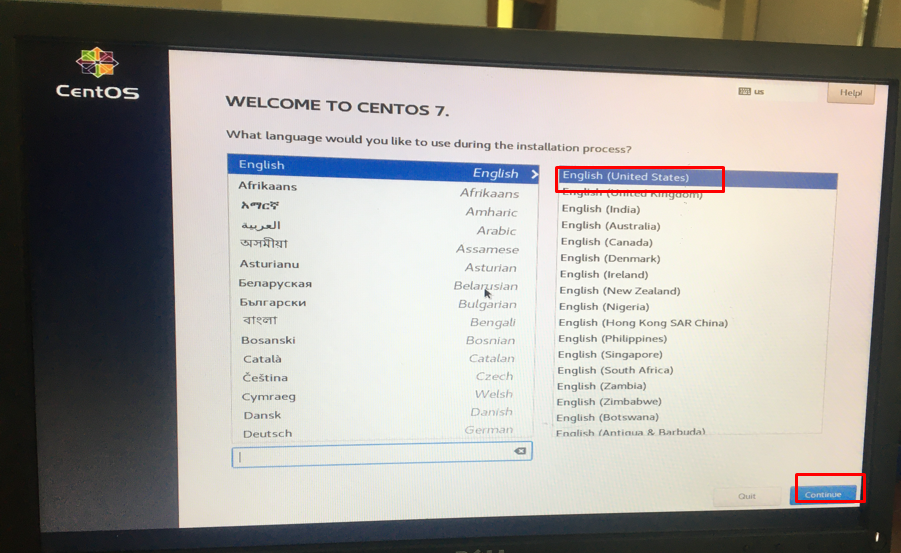 CentOS
us
Help!
WELCOME TO CENTOS 7.
What language would you like to use during the installation process?
English English
Afrikaans Afrikaans
አማርኛ Amharic
العربية Arabic
অসমীয়া Assamese
Asturianu Asturian
Беларуская Belarusian
Български Bulgarian
বাংলা Bengali
Bosanski Bosnian
Català Catalan
Čeština Czech
Cymraeg Welsh
Dansk Danish
Deutsch German
English (United States)
English (United Kingdom)
English (India)
English (Australia)
English (Canada)
English (Denmark)
English (Ireland)
English (New Zealand)
English (Nigeria)
English (Hong Kong SAR China)
English (Philippines)
English (Singapore)
English (South Africa)
English (Zambia)
English (Zimbabwe)
English (Botswana)
English (Antigua & Barbuda)
Quit
Continue